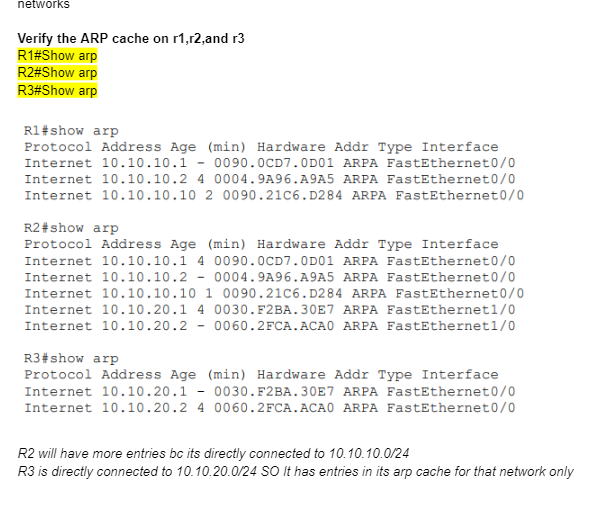 networks
Verify the ARP cache on r1,r2,and r3
R1#Show arp
R2#Show arp
R3#Show arp
R1#show arp
Protocol Address Age (min) Hardware Addr Type Interface
Internet 10.10.10.1 - 0090.0CD7.0D01 ARPA FastEthernet0/0
Internet 10.10.10.2 4 0004.9A96.A9A5 ARPA FastEthernet0/0
Internet 10.10.10.10 2 0090.21C6.D284 ARPA FastEthernet0/0
R2#show arp
Protocol Address Age (min) Hardware Addr Type Interface
Internet 10.10.10.1 4 0090.0CD7.0D01 ARPA FastEthernet0/0
Internet 10.10.10.2 - 0004.9A96.A9A5 ARPA FastEthernet0/0
Internet 10.10.10.10 1 0090.21C6.D284 ARPA FastEthernet0/0
Internet 10.10.20.1 4 0030.F2BA.30E7 ARPA FastEthernet1/0
Internet 10.10.20.2 - 0060.2FCA.ACA0 ARPA FastEthernet1/0
R3#show arp
Protocol Address Age (min) Hardware Addr Type Interface
Internet 10.10.20.1 - 0030.F2BA.30E7 ARPA FastEthernet0/0
Internet 10.10.20.2 4 0060.2FCA.ACA0 ARPA FastEthernet0/0
R2 will have more entries bc its directly connected to 10.10.10.0/24
R3 is directly connected to 10.10.20.0/24 SO It has entries in its arp cache for that network only